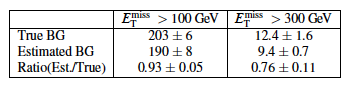 E_T^miss > 100 GeV E_T^miss > 300 GeV
True BG 203 ± 6 12.4 ± 1.6
Estimated BG 190 ± 8 9.4 ± 0.7
Ratio(Est./True) 0.93 ± 0.05 0.76 ± 0.11